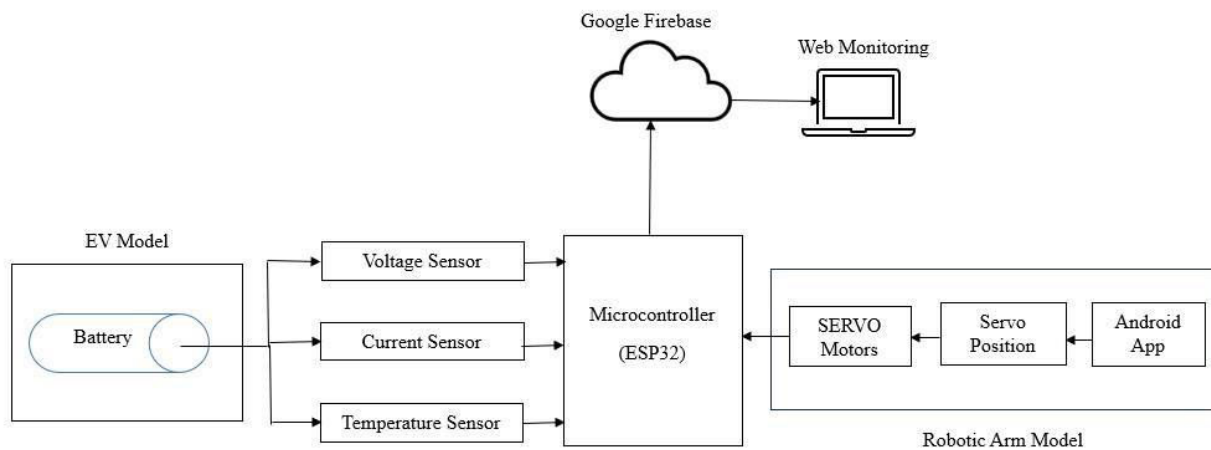 Google Firebase
Web Monitoring
EV Model
Battery
Voltage Sensor
Current Sensor
Temperature Sensor
Microcontroller
(ESP32)
SERVO
Motors
Servo
Position
Android
App
Robotic Arm Model